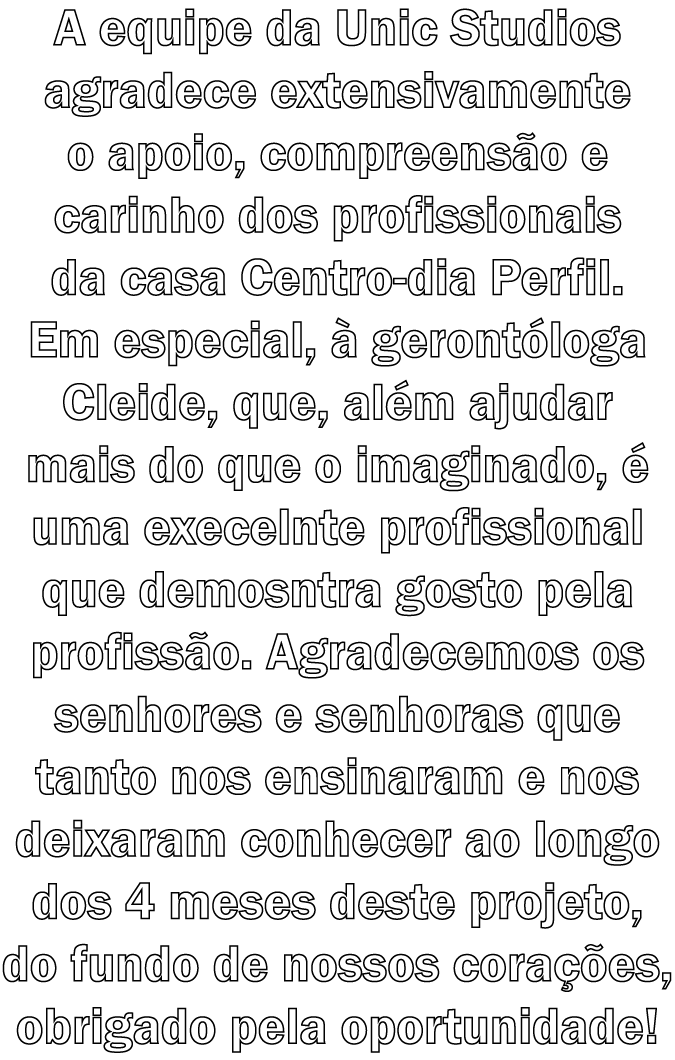 A equipe da Unic Studios
agradece extensivamente
o apoio, compreensão e
carinho dos profissionais
da casa Centro-dia Perfil.
Em especial, à gerontóloga
Cleide, que, além ajudar
mais do que o imaginado, é
uma execelnte profissional
que demosntra gosto pela
profissão. Agradecemos os
senhores e senhoras que
tanto nos ensinaram e nos
deixaram conhecer ao longo
dos 4 meses deste projeto,
do fundo de nossos corações,
obrigado pela oportunidade!